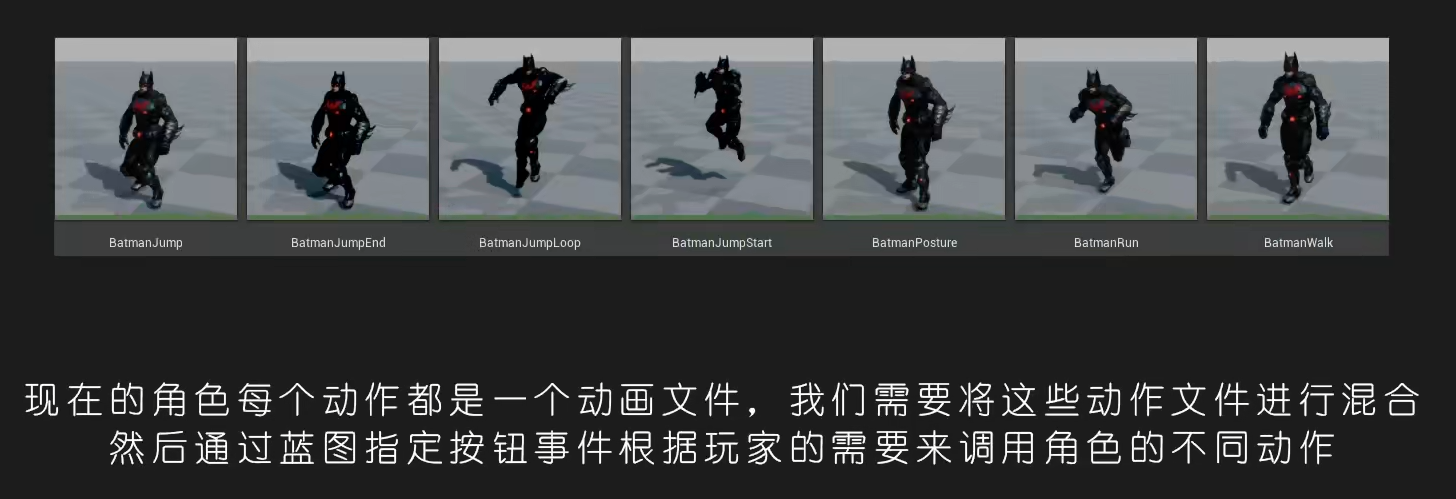 BatmanJump BatmanJumpEnd BatmanJumpLoop BatmanJumpStart BatmanPosture BatmanRun BatmanWalk
现在的角色每个动作都是一个动画文件，我们需要将这些动作文件进行混合
然后通过蓝图指定按钮事件根据玩家的需要来调用角色的不同动作